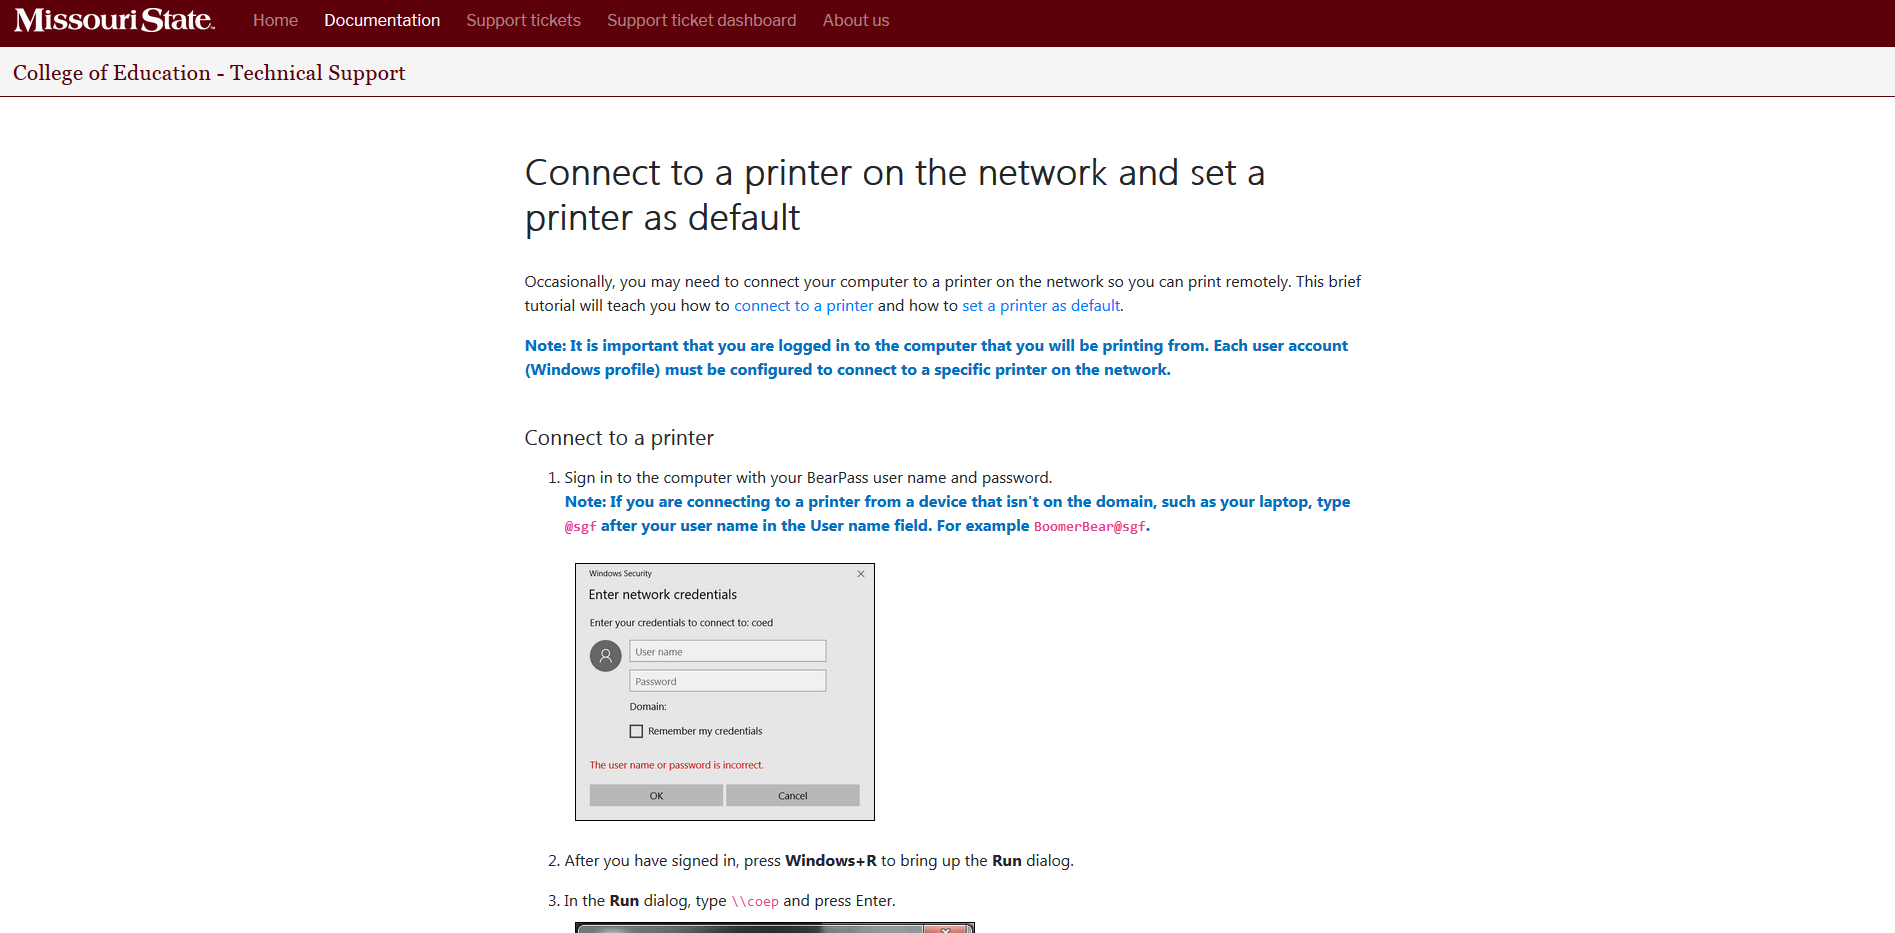 Missouri State™ Home Documentation Support tickets Support ticket dashboard About us
College of Education - Technical Support
Connect to a printer on the network and set a
printer as default
Occasionally, you may need to connect your computer to a printer on the network so you can print remotely. This brief
tutorial will teach you how to connect to a printer and how to set a printer as default.
Note: It is important that you are logged in to the computer that you will be printing from. Each user account
(Windows profile) must be configured to connect to a specific printer on the network.
Connect to a printer
1. Sign in to the computer with your BearPass user name and password.
Note: If you are connecting to a printer from a device that isn't on the domain, such as your laptop, type
@sgf after your user name in the User name field. For example BoomerBear@sgf.
Windows Security
Enter network credentials
Enter your credentials to connect to: coed
User name
Password
Domain:
Remember my credentials
The user name or password is incorrect.
OK Cancel
2. After you have signed in, press Windows+R to bring up the Run dialog.
3. In the Run dialog, type \\coep and press Enter.